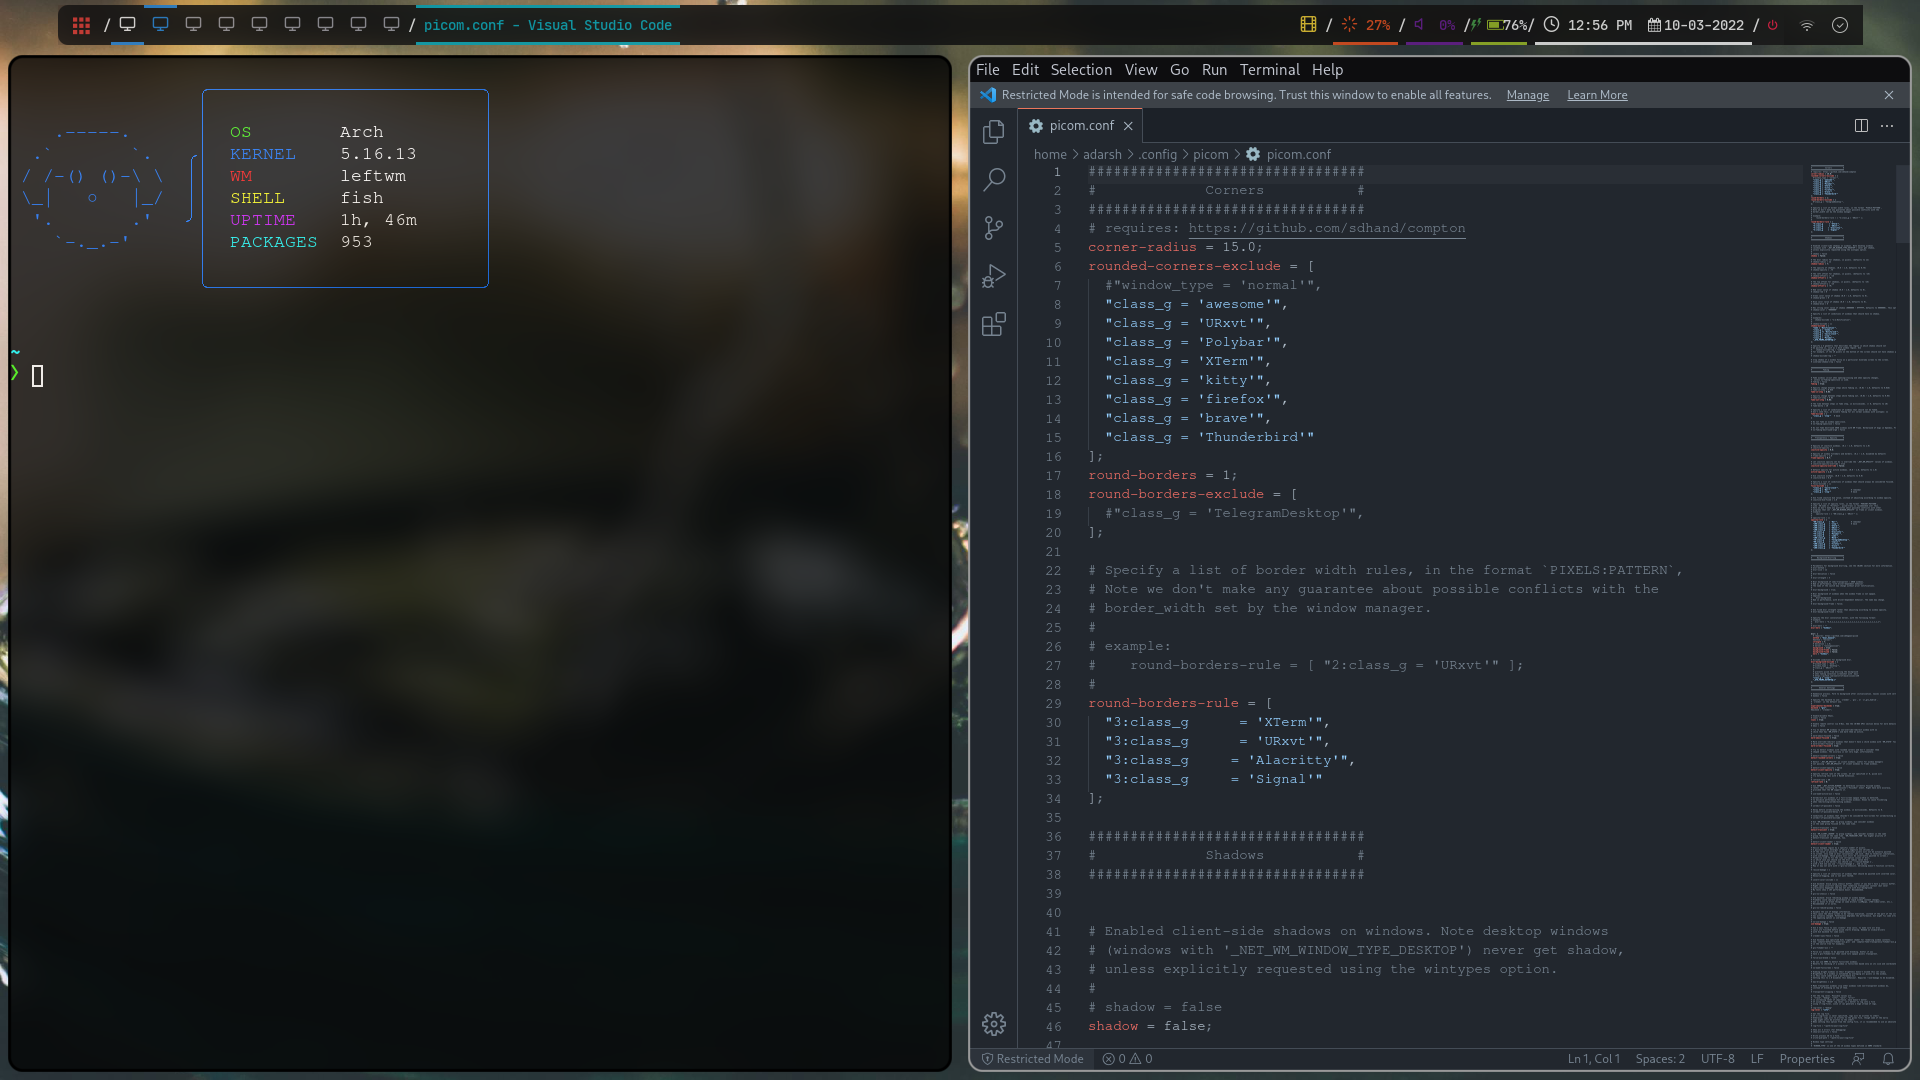 / / picom.conf - Visual Studio Code
/ 27% / 0% / 76% / 12:56 PM 10-03-2022 /
.-----.
.` `.
/ /-() ()-\ \
\_| ○ |_/
'. .'
`-._.-'
OS Arch
KERNEL 5.16.13
WM leftwm
SHELL fish
UPTIME 1h, 46m
PACKAGES 953
~
❯
File Edit Selection View Go Run Terminal Help
Restricted Mode is intended for safe code browsing. Trust this window to enable all features. Manage Learn More
picom.conf
home > adarsh > .config > picom > picom.conf
1 #################################
2 # Corners #
3 #################################
4 # requires: https://github.com/sdhand/compton
5 corner-radius = 15.0;
6 rounded-corners-exclude = [
7 #"window_type = 'normal'",
8 "class_g = 'awesome'",
9 "class_g = 'URxvt'",
10 "class_g = 'Polybar'",
11 "class_g = 'XTerm'",
12 "class_g = 'kitty'",
13 "class_g = 'firefox'",
14 "class_g = 'brave'",
15 "class_g = 'Thunderbird'"
16 ];
17 round-borders = 1;
18 round-borders-exclude = [
19 #"class_g = 'TelegramDesktop'",
20 ];
21
22 # Specify a list of border width rules, in the format `PIXELS:PATTERN`,
23 # Note we don't make any guarantee about possible conflicts with the
24 # border_width set by the window manager.
25 #
26 # example:
27 # round-borders-rule = [ "2:class_g = 'URxvt'" ];
28 #
29 round-borders-rule = [
30 "3:class_g = 'XTerm'",
31 "3:class_g = 'URxvt'",
32 "3:class_g = 'Alacritty'",
33 "3:class_g = 'Signal'"
34 ];
35
36 #################################
37 # Shadows #
38 #################################
39
40
41 # Enabled client-side shadows on windows. Note desktop windows
42 # (windows with '_NET_WM_WINDOW_TYPE_DESKTOP') never get shadow,
43 # unless explicitly requested using the wintypes option.
44 #
45 # shadow = false
46 shadow = false;
47
Restricted Mode 0 0 Ln 1, Col 1 Spaces: 2 UTF-8 LF Properties